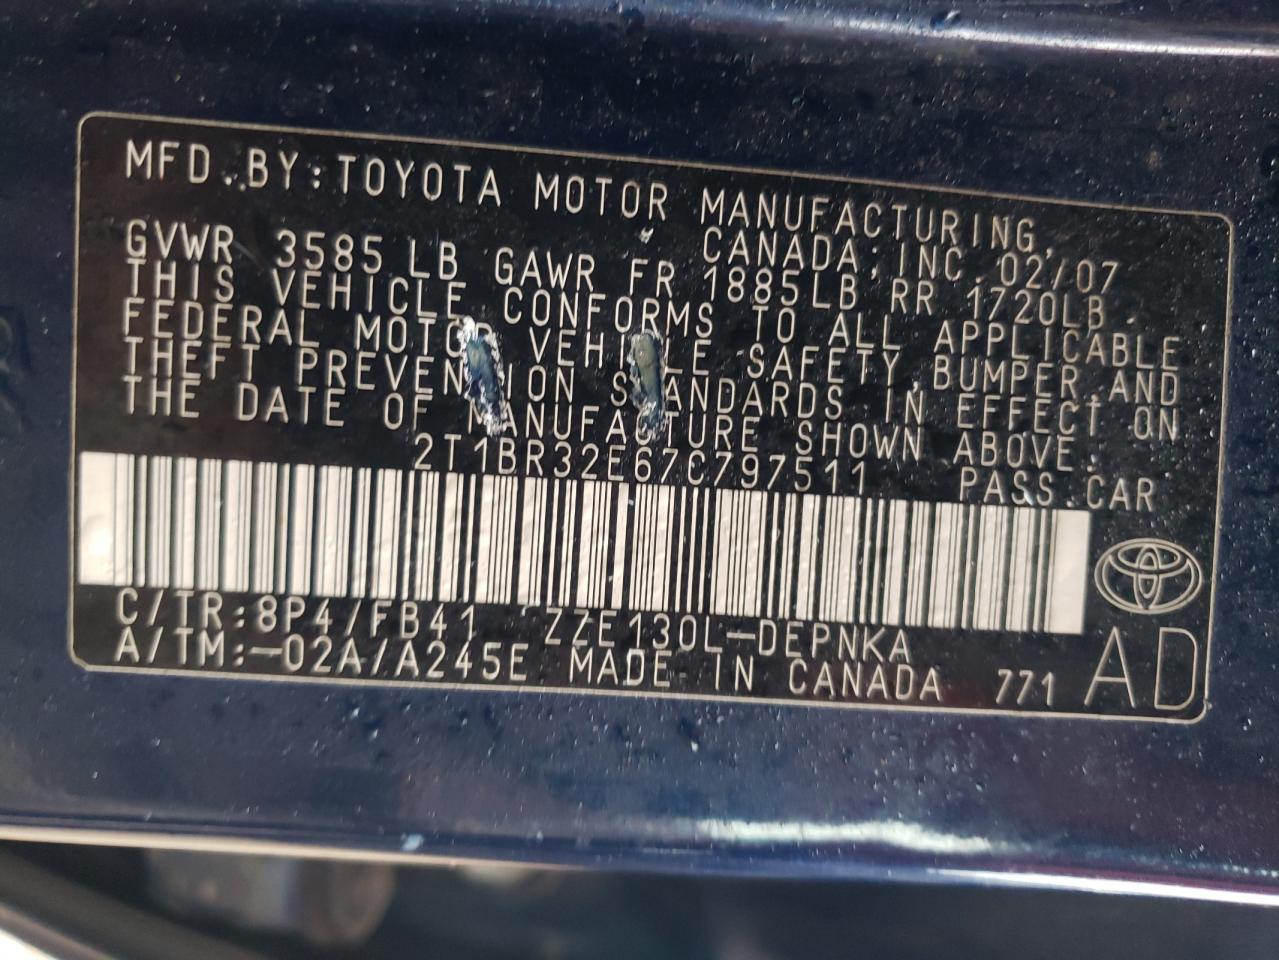 MFD. BY: TOYOTA MOTOR MANUFACTURING,
CANADA, INC. 02/07
GVWR 3585 LB GAWR FR 1885LB RR 1720LB
THIS VEHICLE CONFORMS TO ALL APPLICABLE
FEDERAL MOTOR VEHICLE SAFETY, BUMPER, AND
THEFT PREVENTION STANDARDS IN EFFECT ON
THE DATE OF MANUFACTURE SHOWN ABOVE.
2T1BR32E67C797511 PASS. CAR
C/TR: 8P4/FB41 ZZE130L-DEPNKA
A/TM:-02A/A245E MADE IN CANADA 771 AD